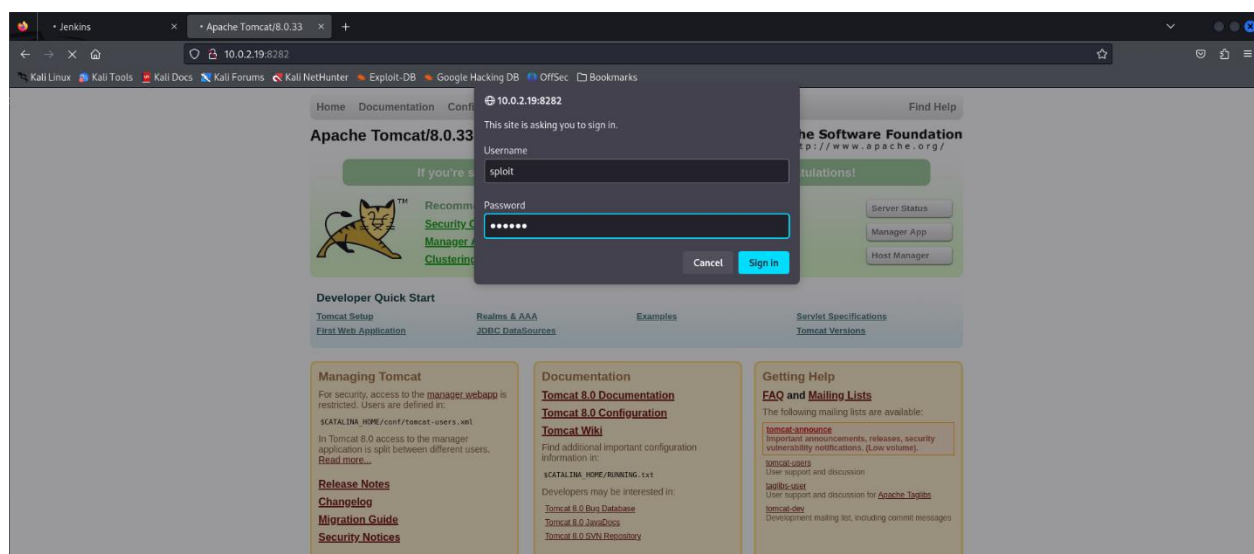 Jenkins
Apache Tomcat/8.0.33
10.0.2.19:8282
Kali Linux Kali Tools Kali Docs Kali Forums Kali NetHunter Exploit-DB Google Hacking DB OffSec Bookmarks
Home Documentation Confi
Find Help
Apache Tomcat/8.0.33
he Software Foundation
tp://www.apache.org/
If you're s
tulations!
TM
Recomm
Security C
Manager A
Clustering
Server Status
Manager App
Host Manager
10.0.2.19:8282
This site is asking you to sign in.
Username
sploit
Password
••••••
Cancel Sign in
Developer Quick Start
Tomcat Setup
First Web Application
Realms & AAA
JDBC DataSources
Examples
Servlet Specifications
Tomcat Versions
Managing Tomcat
For security, access to the manager webapp is
restricted. Users are defined in:
$CATALINA_HOME/conf/tomcat-users.xml
In Tomcat 8.0 access to the manager
application is split between different users.
Read more...
Release Notes
Changelog
Migration Guide
Security Notices
Documentation
Tomcat 8.0 Documentation
Tomcat 8.0 Configuration
Tomcat Wiki
Find additional important configuration
information in:
$CATALINA_HOME/RUNNING.txt
Developers may be interested in:
Tomcat 8.0 Bug Database
Tomcat 8.0 JavaDocs
Tomcat 8.0 SVN Repository
Getting Help
FAQ and Mailing Lists
The following mailing lists are available:
tomcat-announce
Important announcements, releases, security
vulnerability notifications. (Low volume).
tomcat-users
User support and discussion
taglibs-user
User support and discussion for Apache Taglibs
tomcat-dev
Development mailing list, including commit messages